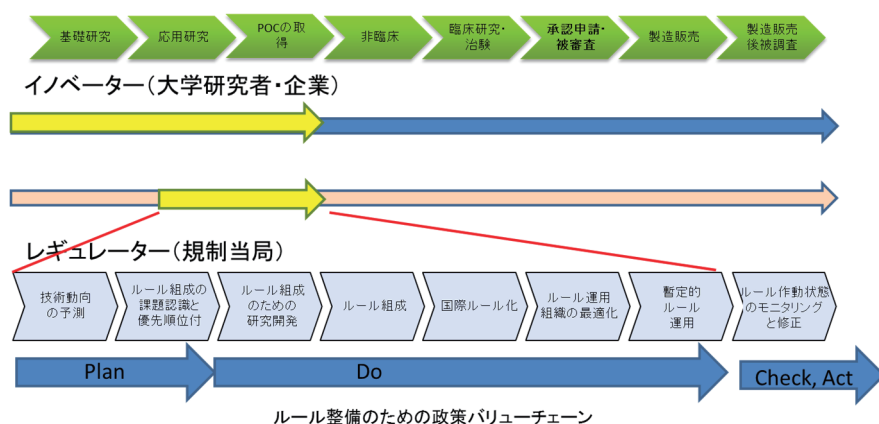 基礎研究
応用研究
POCの取
得
非臨床
臨床研究・
治験
承認申請・
被審査
製造販売
製造販売
後被調査
イノベーター（大学研究者・企業）
レギュレーター（規制当局）
技術動向
の予測
ルール組成の
課題認識と
優先順位付
ルール組成
のための
研究開発
ルール組成
国際ルール化
ルール運用
組織の最適化
暫定的
ルール
運用
ルール作動状態
のモニタリング
と修正
Plan
Do
Check, Act
ルール整備のための政策バリューチェーン